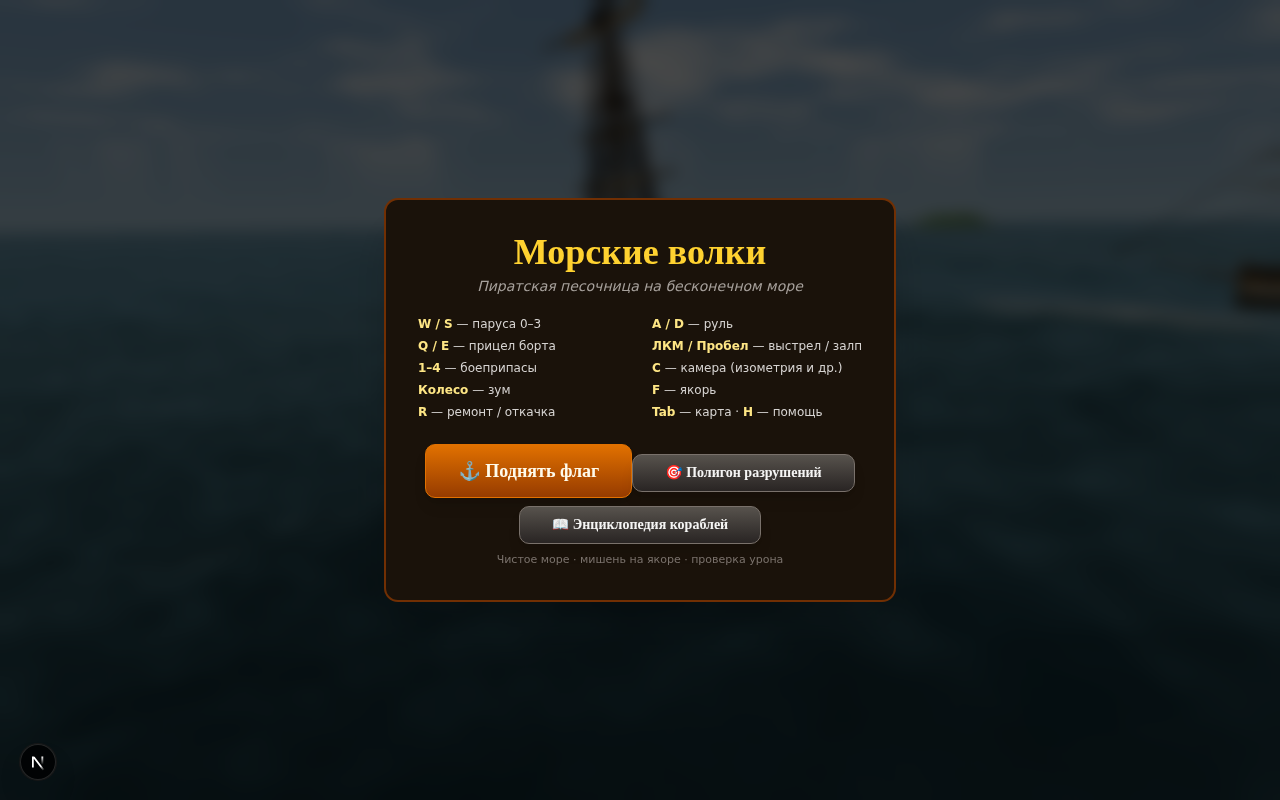 Морские волки
Пиратская песочница на бесконечном море
W / S — паруса 0–3
A / D — руль
Q / E — прицел борта
ЛКМ / Пробел — выстрел / залп
1–4 — боеприпасы
C — камера (изометрия и др.)
Колесо — зум
F — якорь
R — ремонт / откачка
Tab — карта · H — помощь
⚓ Поднять флаг
🎯 Полигон разрушений
📖 Энциклопедия кораблей
Чистое море · мишень на якоре · проверка урона
N